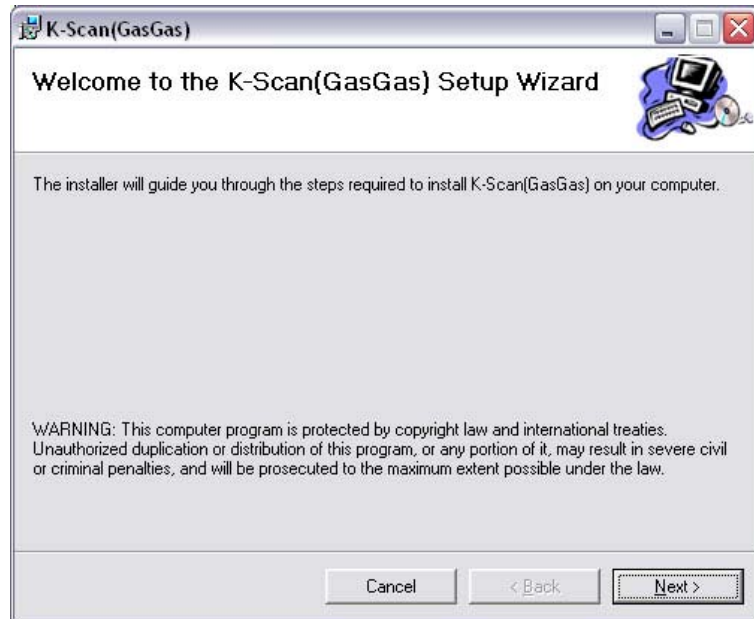 K-Scan(GasGas)
Welcome to the K-Scan(GasGas) Setup Wizard
The installer will guide you through the steps required to install K-Scan(GasGas) on your computer.
WARNING: This computer program is protected by copyright law and international treaties.
Unauthorized duplication or distribution of this program, or any portion of it, may result in severe civil
or criminal penalties, and will be prosecuted to the maximum extent possible under the law.
Cancel
< Back
Next >